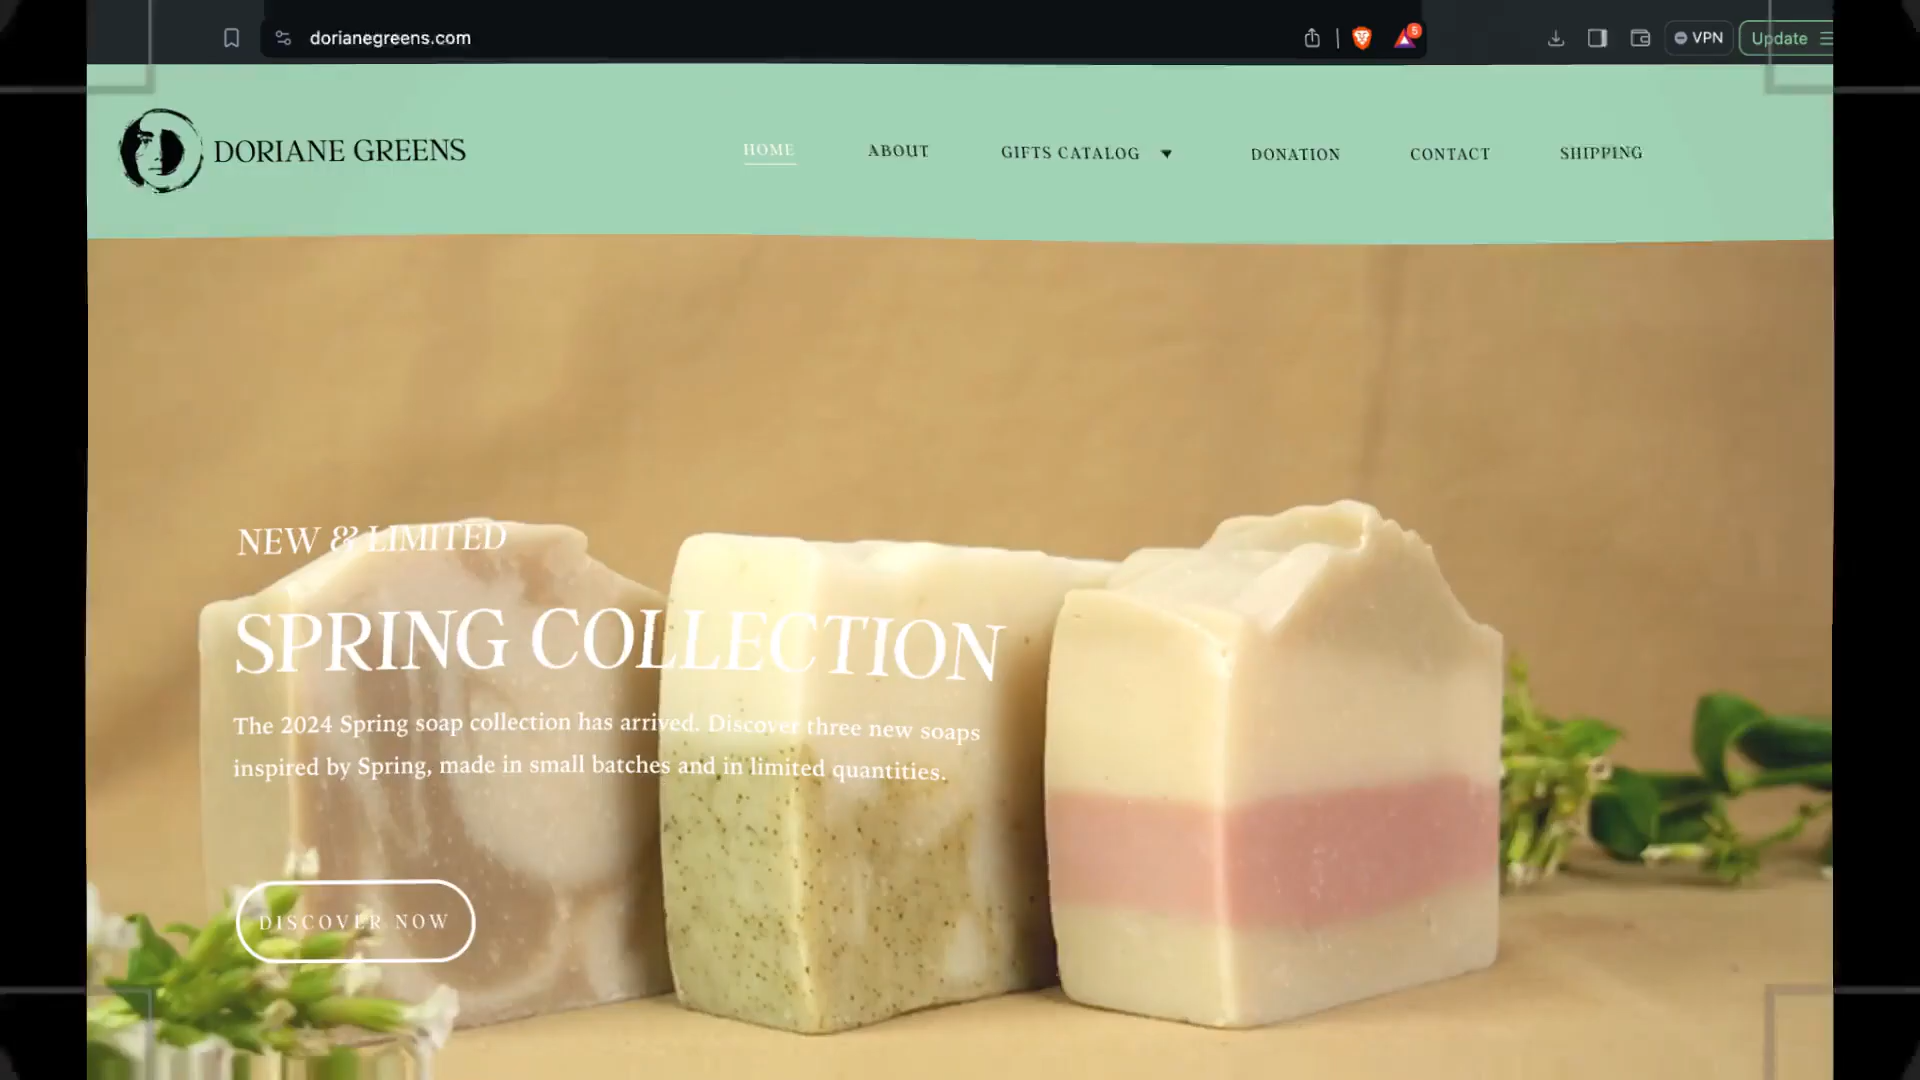 dorianegreens.com
5
VPN
Update
DORIANE GREENS
HOME
ABOUT
GIFTS CATALOG
DONATION
CONTACT
SHIPPING
NEW & LIMITED
SPRING COLLECTION
The 2024 Spring soap collection has arrived. Discover three new soaps
inspired by Spring, made in small batches and in limited quantities.
DISCOVER NOW